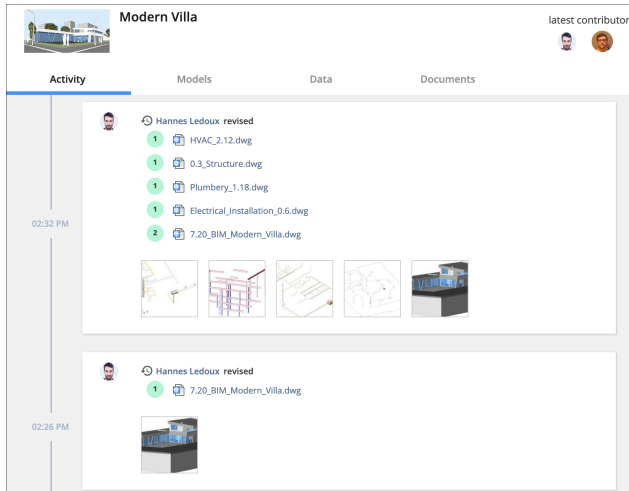 Modern Villa
latest contributor
Activity
Models
Data
Documents
Hannes Ledoux revised
1 HVAC_2.12.dwg
1 0.3_Structure.dwg
1 Plumbery_1.18.dwg
1 Electrical_Installation_0.6.dwg
02:32 PM
2 7.20_BIM_Modern_Villa.dwg
Hannes Ledoux revised
1 7.20_BIM_Modern_Villa.dwg
02:26 PM